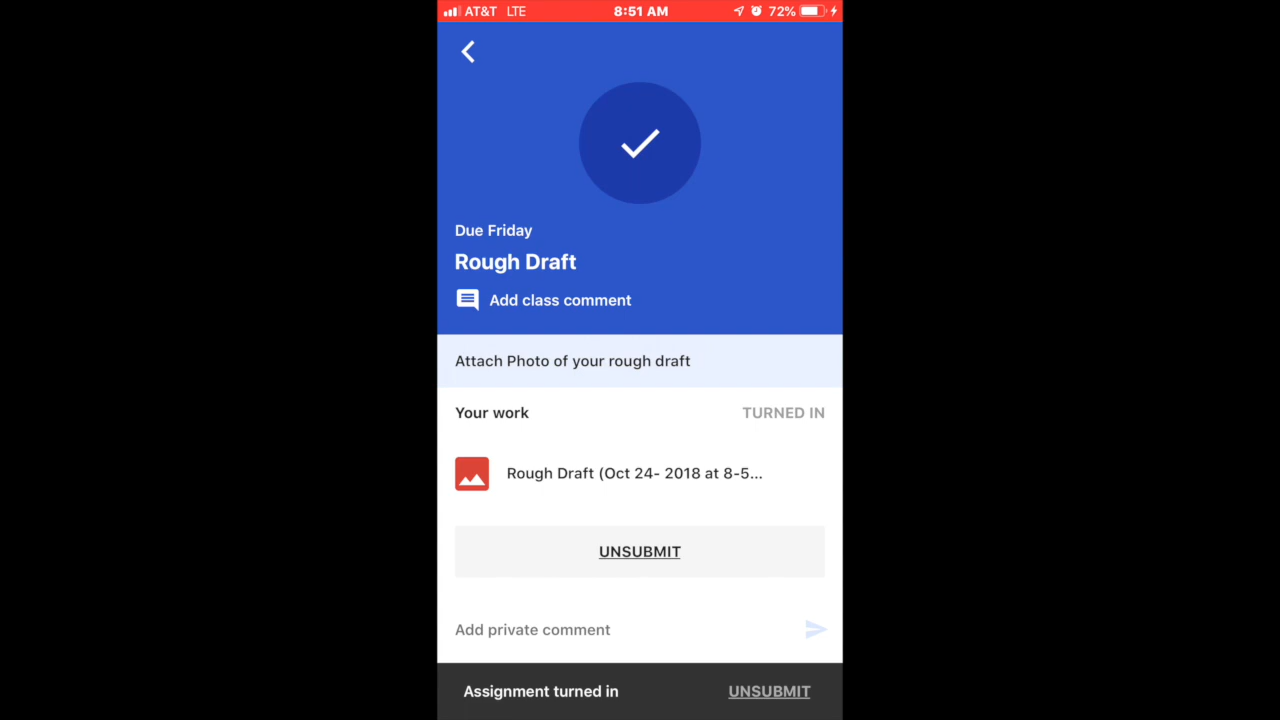 AT&T LTE 8:51 AM 72%
Due Friday
Rough Draft
Add class comment
Attach Photo of your rough draft
Your work TURNED IN
Rough Draft (Oct 24- 2018 at 8-5...
UNSUBMIT
Add private comment
Assignment turned in UNSUBMIT